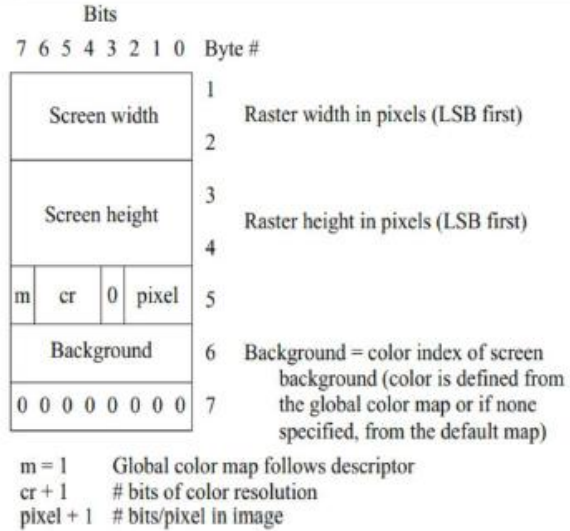 Bits
7 6 5 4 3 2 1 0 Byte #
1
Screen width Raster width in pixels (LSB first)
2
3
Screen height Raster height in pixels (LSB first)
4
m cr 0 pixel 5
Background 6 Background = color index of screen
background (color is defined from
0 0 0 0 0 0 0 0 7 the global color map or if none
specified, from the default map)
m = 1 Global color map follows descriptor
cr + 1 # bits of color resolution
pixel + 1 # bits/pixel in image